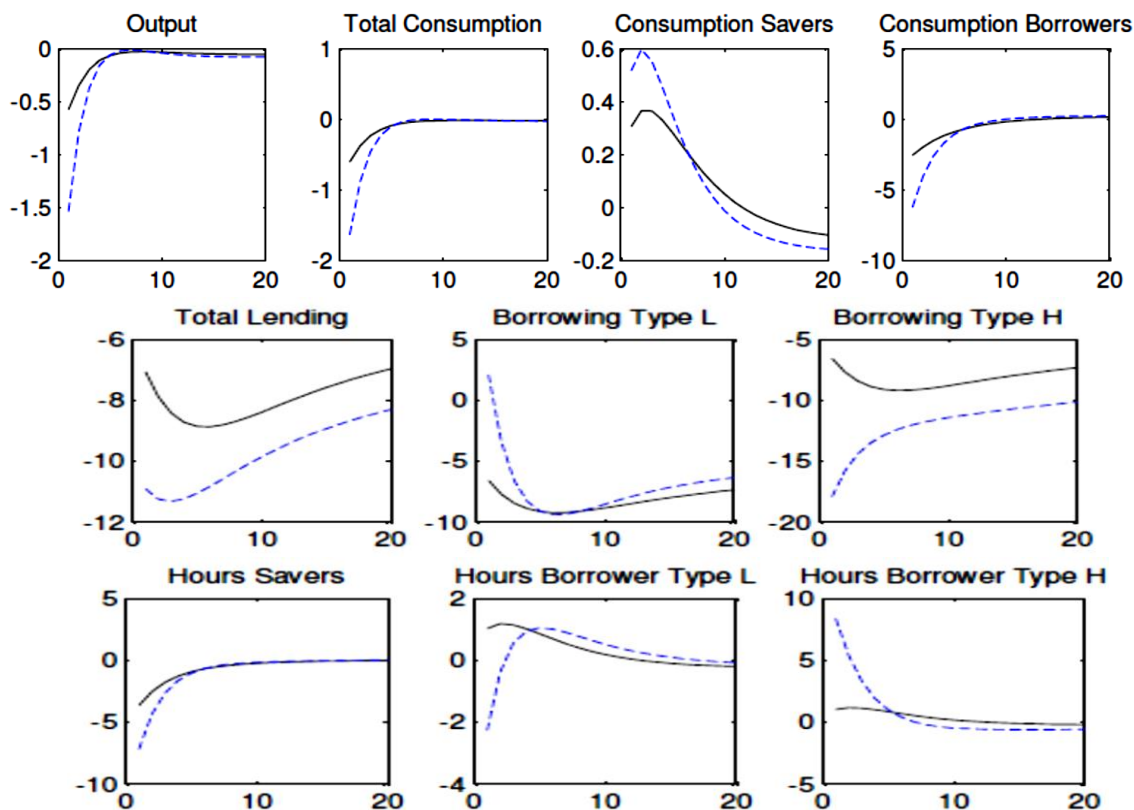 Output Total Consumption Consumption Savers Consumption Borrowers
0 1 0.6 5
-0.5 0 0.4 0
-1 0.2
-1.5 -1 0 -5
-2 -2 -0.2 -10
0 10 20 0 10 20 0 10 20 0 10 20
Total Lending Borrowing Type L Borrowing Type H
-6 5 -5
-8 0 -10
-10 -5 -15
-12 -10 -20
0 10 20 0 10 20 0 10 20
Hours Savers Hours Borrower Type L Hours Borrower Type H
5 2 10
0 0 5
-5 -2 0
-10 -4 -5
0 10 20 0 10 20 0 10 20